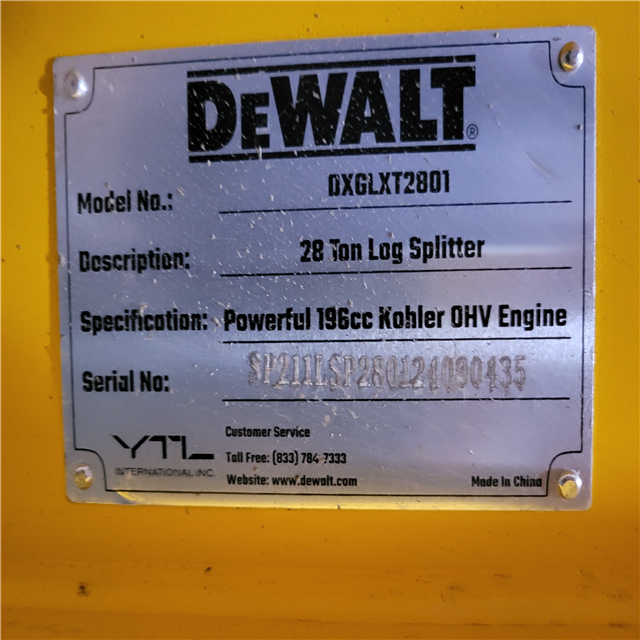 DEWALT®
Model No.: DXGLXT2801
Description: 28 Ton Log Splitter
Specification: Powerful 196cc Kohler OHV Engine
Serial No: SP211LSP280124090435
YTL
INTERNATIONAL INC.
Customer Service
Toll Free: (833) 784-7333
Website: www.dewalt.com
Made In China